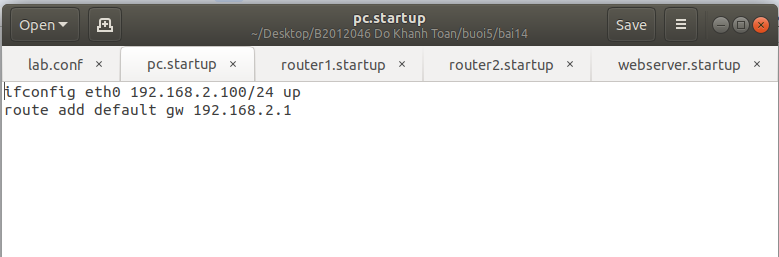 pc.startup
Open
~/Desktop/B2012046 Do Khanh Toan/buoi5/bai14
Save
lab.conf × pc.startup × router1.startup × router2.startup × webserver.startup ×
ifconfig eth0 192.168.2.100/24 up
route add default gw 192.168.2.1